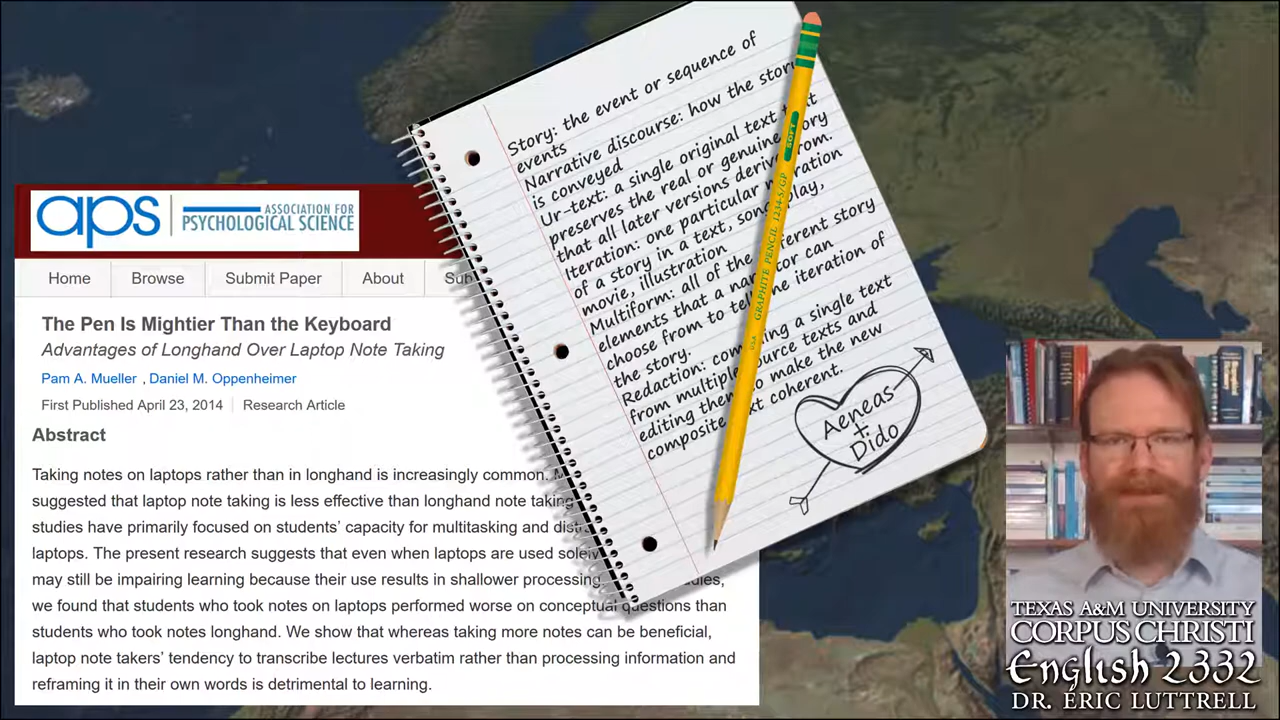 aps
ASSOCIATION FOR
PSYCHOLOGICAL SCIENCE
Home Browse Submit Paper About Sub
The Pen Is Mightier Than the Keyboard
Advantages of Longhand Over Laptop Note Taking
Pam A. Mueller , Daniel M. Oppenheimer
First Published April 23, 2014 Research Article
Abstract
Taking notes on laptops rather than in longhand is increasingly common.
suggested that laptop note taking is less effective than longhand note taking
studies have primarily focused on students' capacity for multitasking and
laptops. The present research suggests that even when laptops are used
may still be impairing learning because their use results in shallower processing
we found that students who took notes on laptops performed worse on conceptual questions than
students who took notes longhand. We show that whereas taking more notes can be beneficial,
laptop note takers' tendency to transcribe lectures verbatim rather than processing information and
reframing it in their own words is detrimental to learning.
Story: the event or sequence of
events
Narrative discourse: how the story
is conveyed
Ur-text: a single original text
preserves the real or genuine story
that all later versions derive from.
Iteration: one particular narration
of a story in a text, song, play,
movie, illustration
Multiform: all of the different story
elements that a narrator can
choose from to tell one iteration of
the story.
Redaction: combining a single text
from multiple source texts and
editing them to make the new
composite text coherent.
Aeneas
+
Dido
SOFT
USA GRAPHITE PENCIL 1234-5/GP
TEXAS A&M UNIVERSITY
CORPUS CHRISTI
English 2332
DR. ERIC LUTTRELL